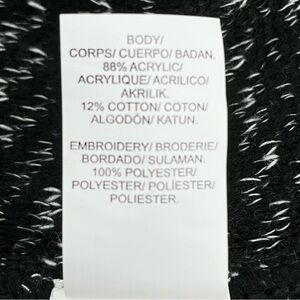 BODY/
CORPS/ CUERPO/ BADAN.
88% ACRYLIC/
ACRYLIQUE/ ACRILICO/
AKRILIK.
12% COTTON/ COTON/
ALGODÓN/ KATUN.
EMBROIDERY/ BRODERIE/
BORDADO/ SULAMAN.
100% POLYESTER/
POLYESTER/ POLÍESTER/
POLIESTER.